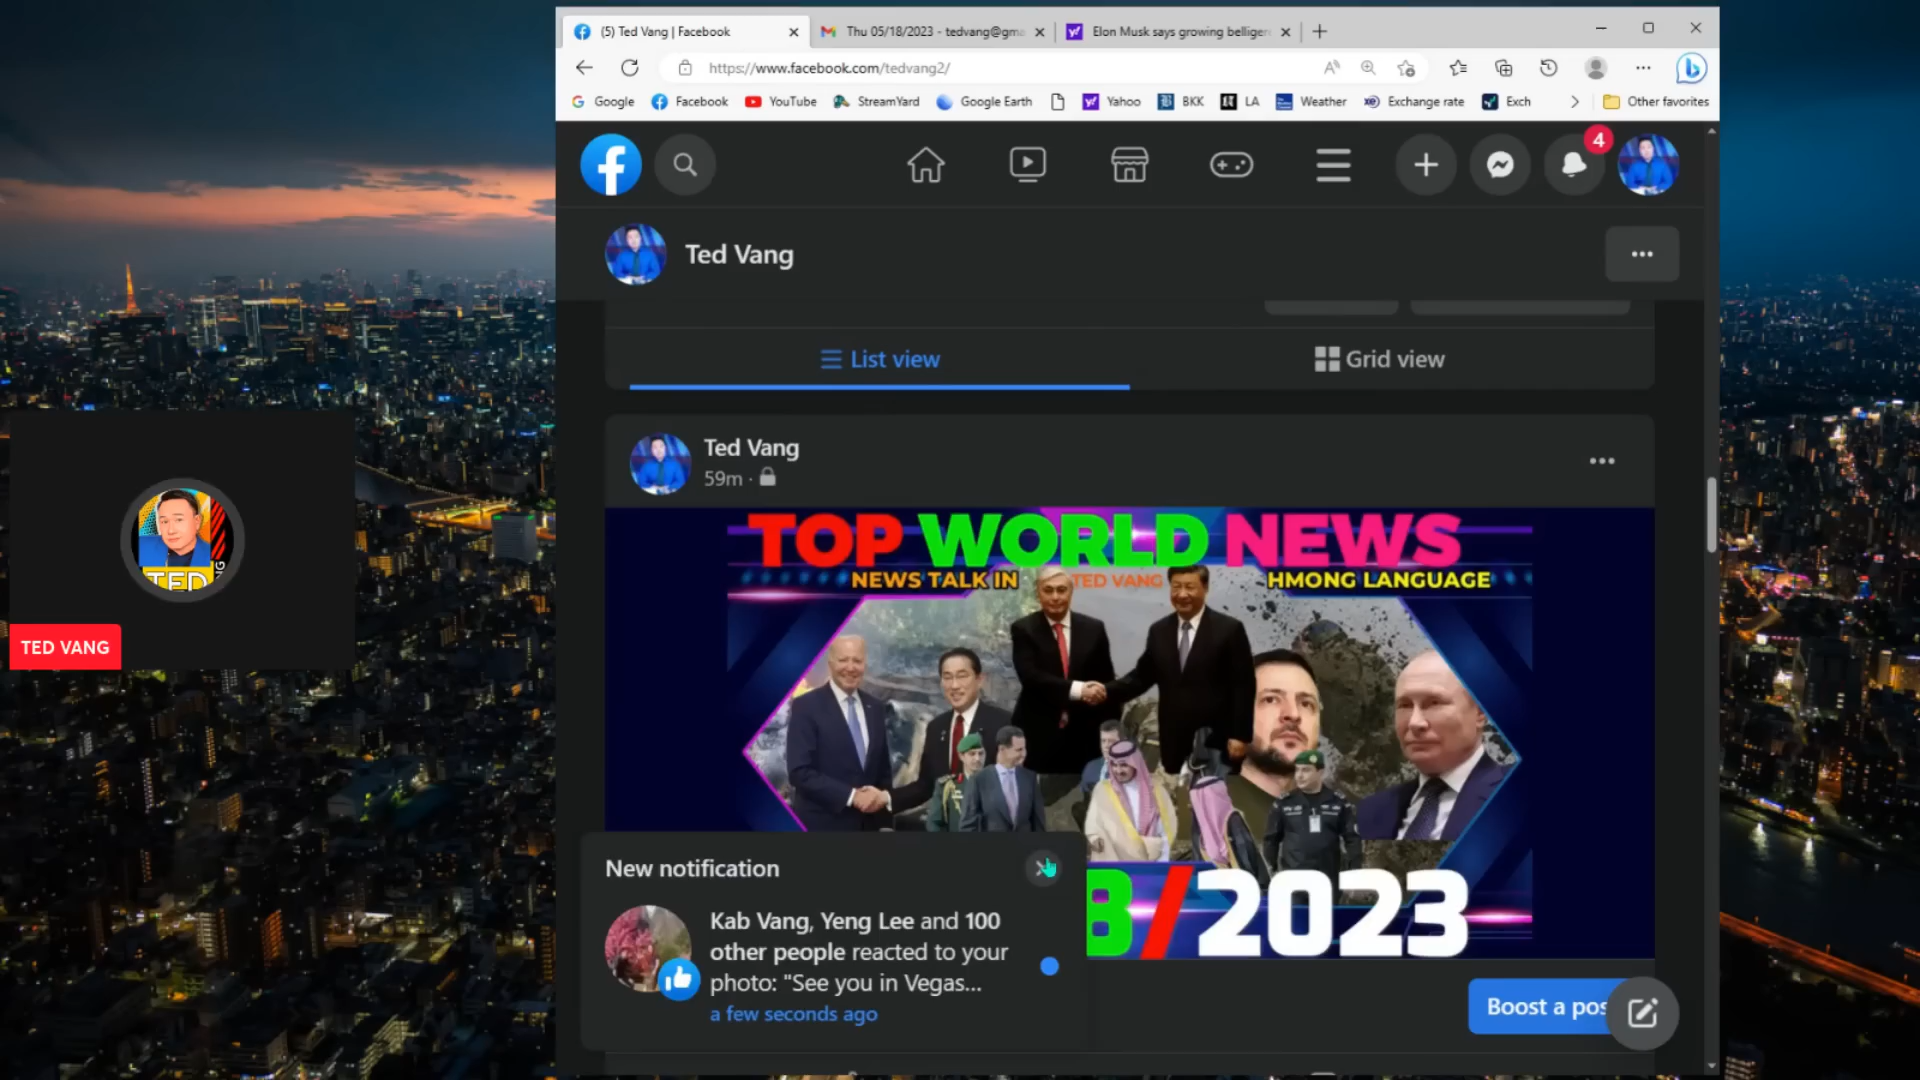 (5) Ted Vang | Facebook
Thu 05/18/2023 - tedvang@gma
Elon Musk says growing belliger
https://www.facebook.com/tedvang2/
Google
Facebook
YouTube
StreamYard
Google Earth
Yahoo
BKK
LA
Weather
Exchange rate
Exch
Other favorites
4
Ted Vang
List view
Grid view
Ted Vang
59m ·
TOP WORLD NEWS
NEWS TALK IN TED VANG HMONG LANGUAGE
TED
TED VANG
8/2023
New notification
Kab Vang, Yeng Lee and 100
other people reacted to your
photo: "See you in Vegas...
a few seconds ago
Boost a pos